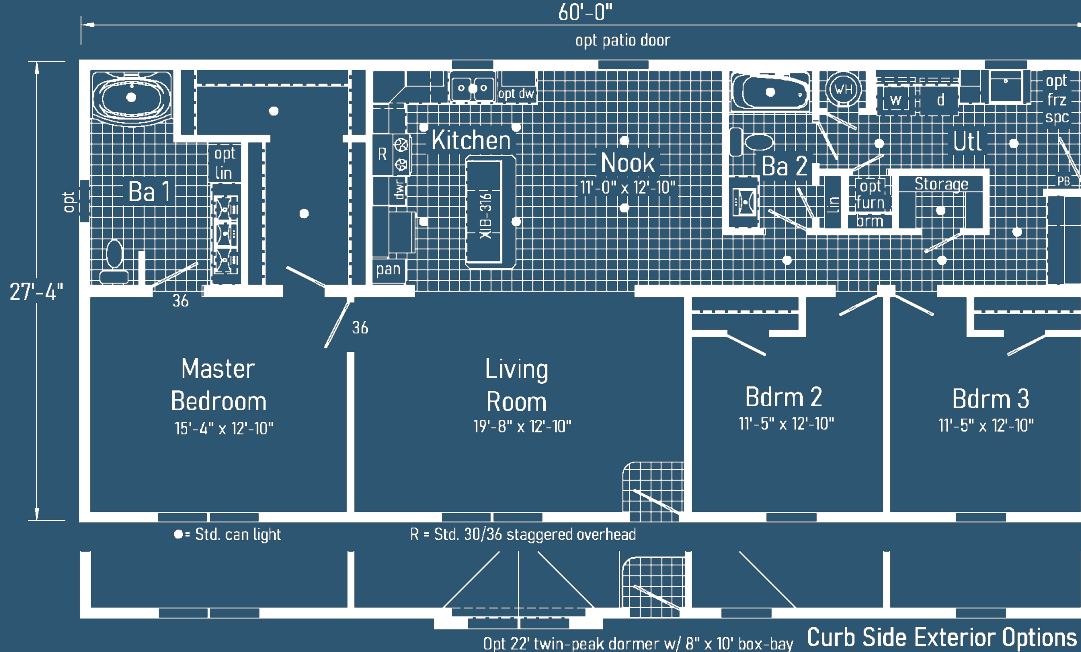 60'-0"
opt patio door
opt dw
WH
w
d
opt
frz
spc
Kitchen
R
opt
lin
Nook
11'-0" x 12'-10"
Utl
Ba 1
opt
dwr
KIB-316
Ba 2
lin
opt
furn
brm
Storage
PB
pan
27'-4"
36
36
Master
Bedroom
15'-4" x 12'-10"
Living
Room
19'-8" x 12'-10"
Bdrm 2
11'-5" x 12'-10"
Bdrm 3
11'-5" x 12'-10"
= Std. can light
R = Std. 30/36 staggered overhead
Opt 22' twin-peak dormer w/ 8" x 10' box-bay
Curb Side Exterior Options